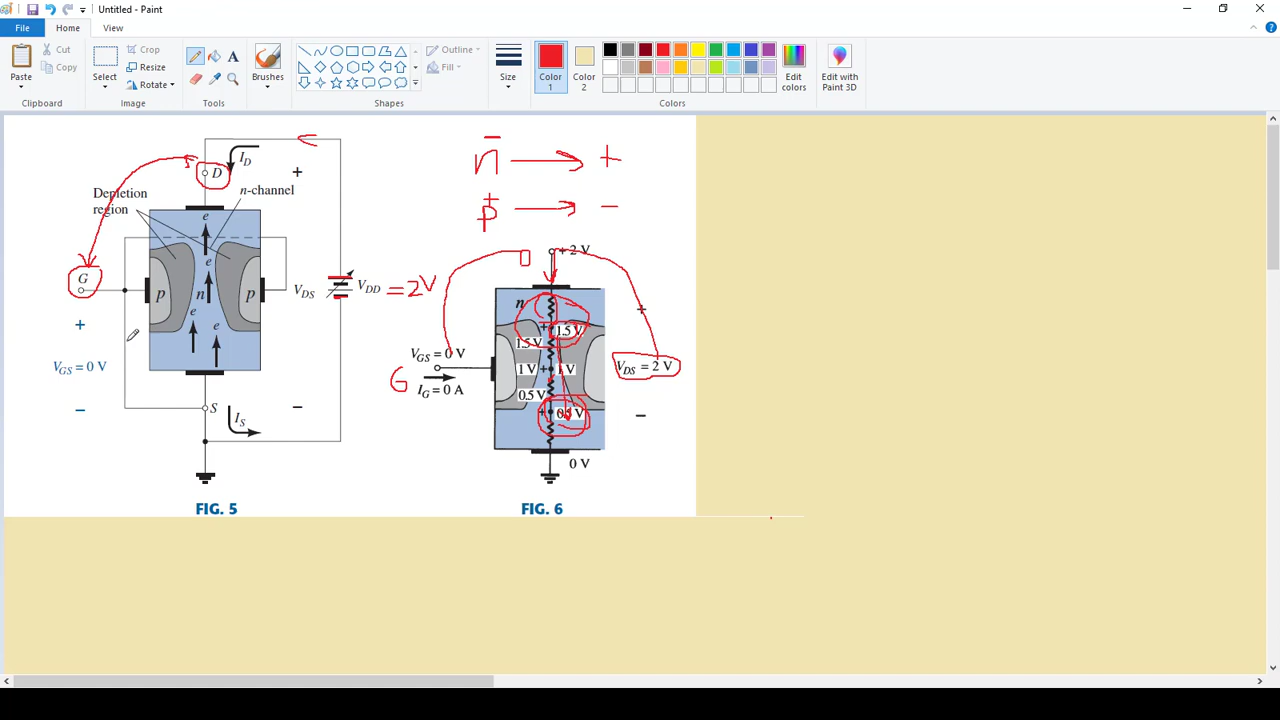 Untitled - Paint
File
Home
View
Paste
Cut
Copy
Clipboard
Select
Crop
Resize
Rotate
Image
Tools
Brushes
Shapes
Outline
Fill
Size
Color 1
Color 2
Colors
Edit colors
Edit with Paint 3D
D
I_D
+
Depletion region
n-channel
e
G
p
n
p
e
e
e
+
V_GS = 0 V
−
V_DS
V_DD
= 2V
S
I_S
−
FIG. 5
n → +
p → −
0
+ 2 V
n
+
1.5 V
1.5 V
V_GS = 0 V
1 V
+
1 V
V_DS = 2 V
G
I_G = 0 A
0.5 V
+
0.5 V
−
0 V
FIG. 6